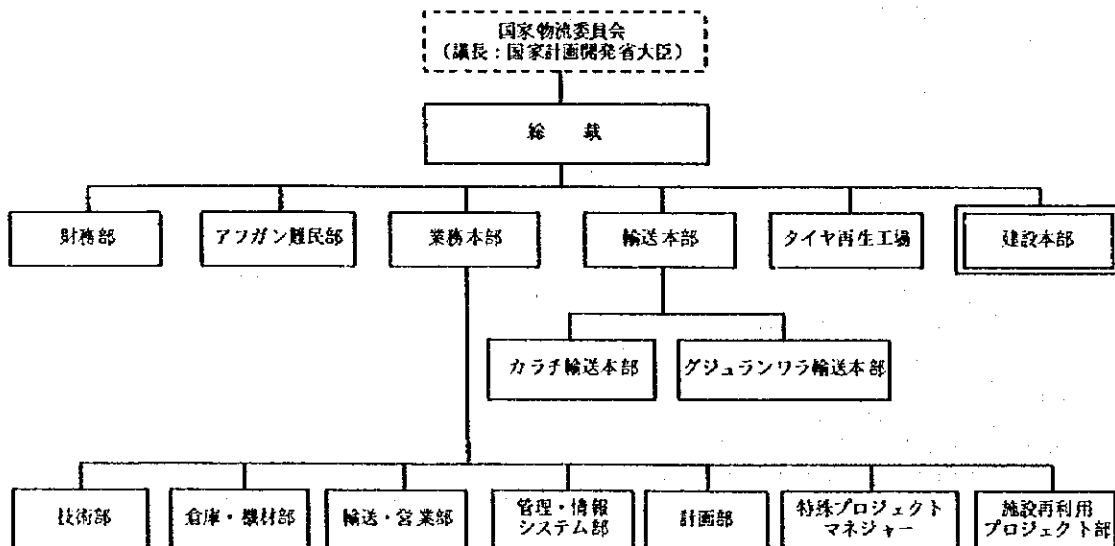 国家物流委員会
（議長：国家計画開発省大臣）
総　裁
財務部
アフガン難民部
業務本部
輸送本部
タイヤ再生工場
建設本部
カラチ輸送本部
グジュランワラ輸送本部
技術部
倉庫・機材部
輸送・営業部
管理・情報
システム部
計画部
特殊プロジェクト
マネジャー
施設再利用
プロジェクト部